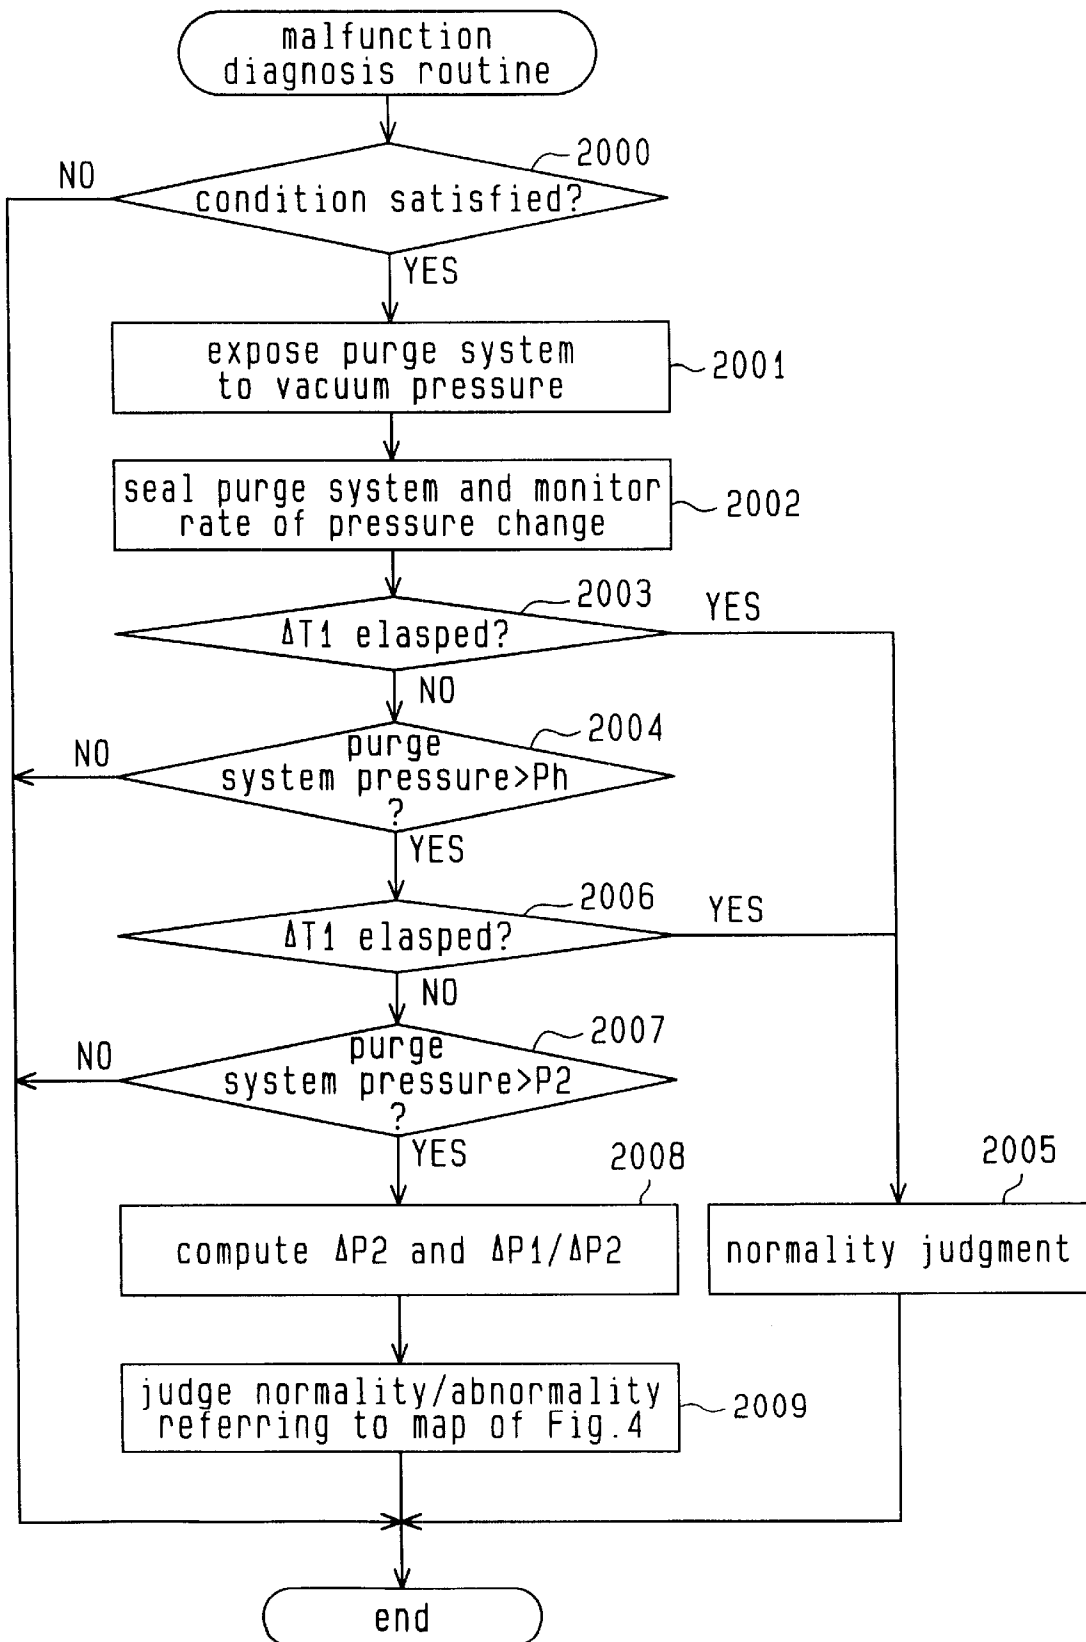 malfunction
diagnosis routine
2000
NO
condition satisfied?
YES
expose purge system
to vacuum pressure
2001
seal purge system and monitor
rate of pressure change
2002
2003
YES
ΔT1 elasped?
NO
2004
NO
purge
system pressure>Ph
?
YES
2006
YES
ΔT1 elasped?
NO
2007
NO
purge
system pressure>P2
?
YES
2008
2005
compute ΔP2 and ΔP1/ΔP2
normality judgment
judge normality/abnormality
referring to map of Fig.4
2009
end